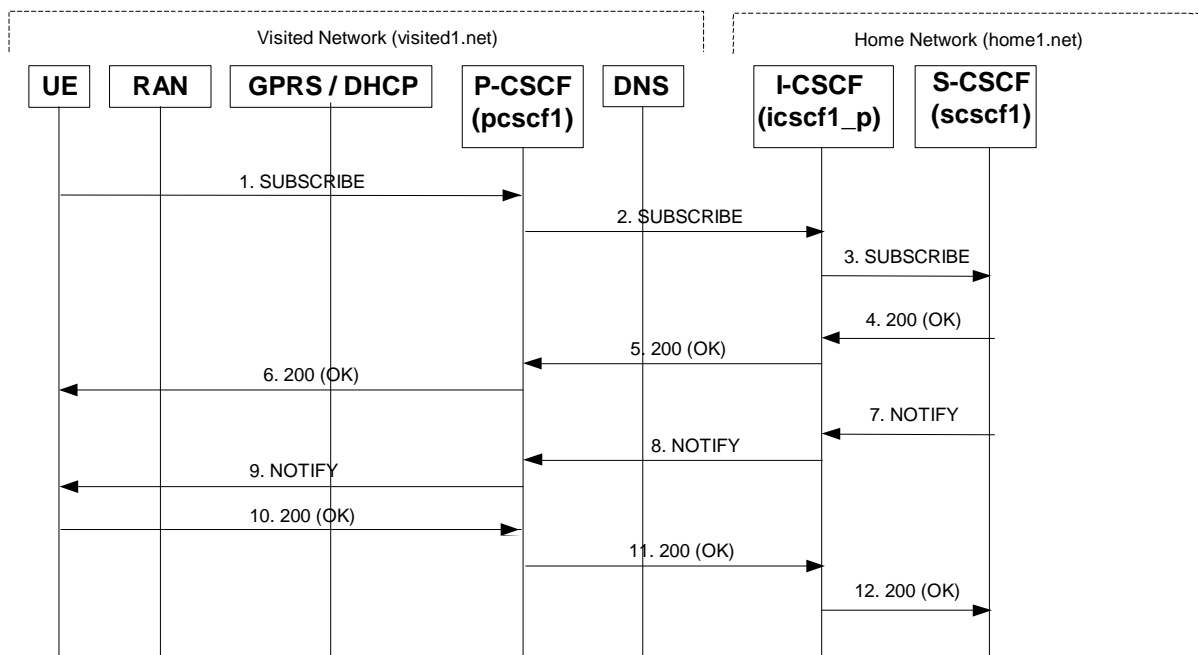 Visited Network (visited1.net)
Home Network (home1.net)
UE
RAN
GPRS / DHCP
P-CSCF
(pcscf1)
DNS
I-CSCF
(icscf1_p)
S-CSCF
(scscf1)
1. SUBSCRIBE
2. SUBSCRIBE
3. SUBSCRIBE
4. 200 (OK)
5. 200 (OK)
6. 200 (OK)
7. NOTIFY
8. NOTIFY
9. NOTIFY
10. 200 (OK)
11. 200 (OK)
12. 200 (OK)